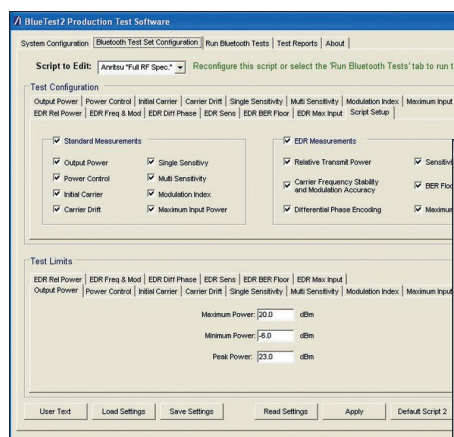 BlueTest2 Production Test Software
System Configuration Bluetooth Test Set Configuration Run Bluetooth Tests Test Reports About
Script to Edit: Anritsu "Full RF Spec." Reconfigure this script or select the 'Run Bluetooth Tests' tab to run t
Test Configuration
Output Power Power Control Initial Carrier Carrier Drift Single Sensitivity Multi Sensitivity Modulation Index Maximum Input
EDR Rel Power EDR Freq & Mod EDR Diff Phase EDR Sens EDR BER Floor EDR Max Input Script Setup
Standard Measurements EDR Measurements
Output Power Single Sensitivy Relative Transmit Power Sensitivi
Power Control Multi Sensitivity Carrier Frequency Stability and Modulation Accuracy BER Floo
Initial Carrier Modulation Index
Carrier Drift Maximum Input Power Differential Phase Encoding Maximum
Test Limits
EDR Rel Power EDR Freq & Mod EDR Diff Phase EDR Sens EDR BER Floor EDR Max Input
Output Power Power Control Initial Carrier Carrier Drift Single Sensitivity Multi Sensitivity Modulation Index Maximum Input
Maximum Power: 20.0 dBm
Minimum Power: -6.0 dBm
Peak Power: 23.0 dBm
User Text Load Settings Save Settings Read Settings Apply Default Script 2